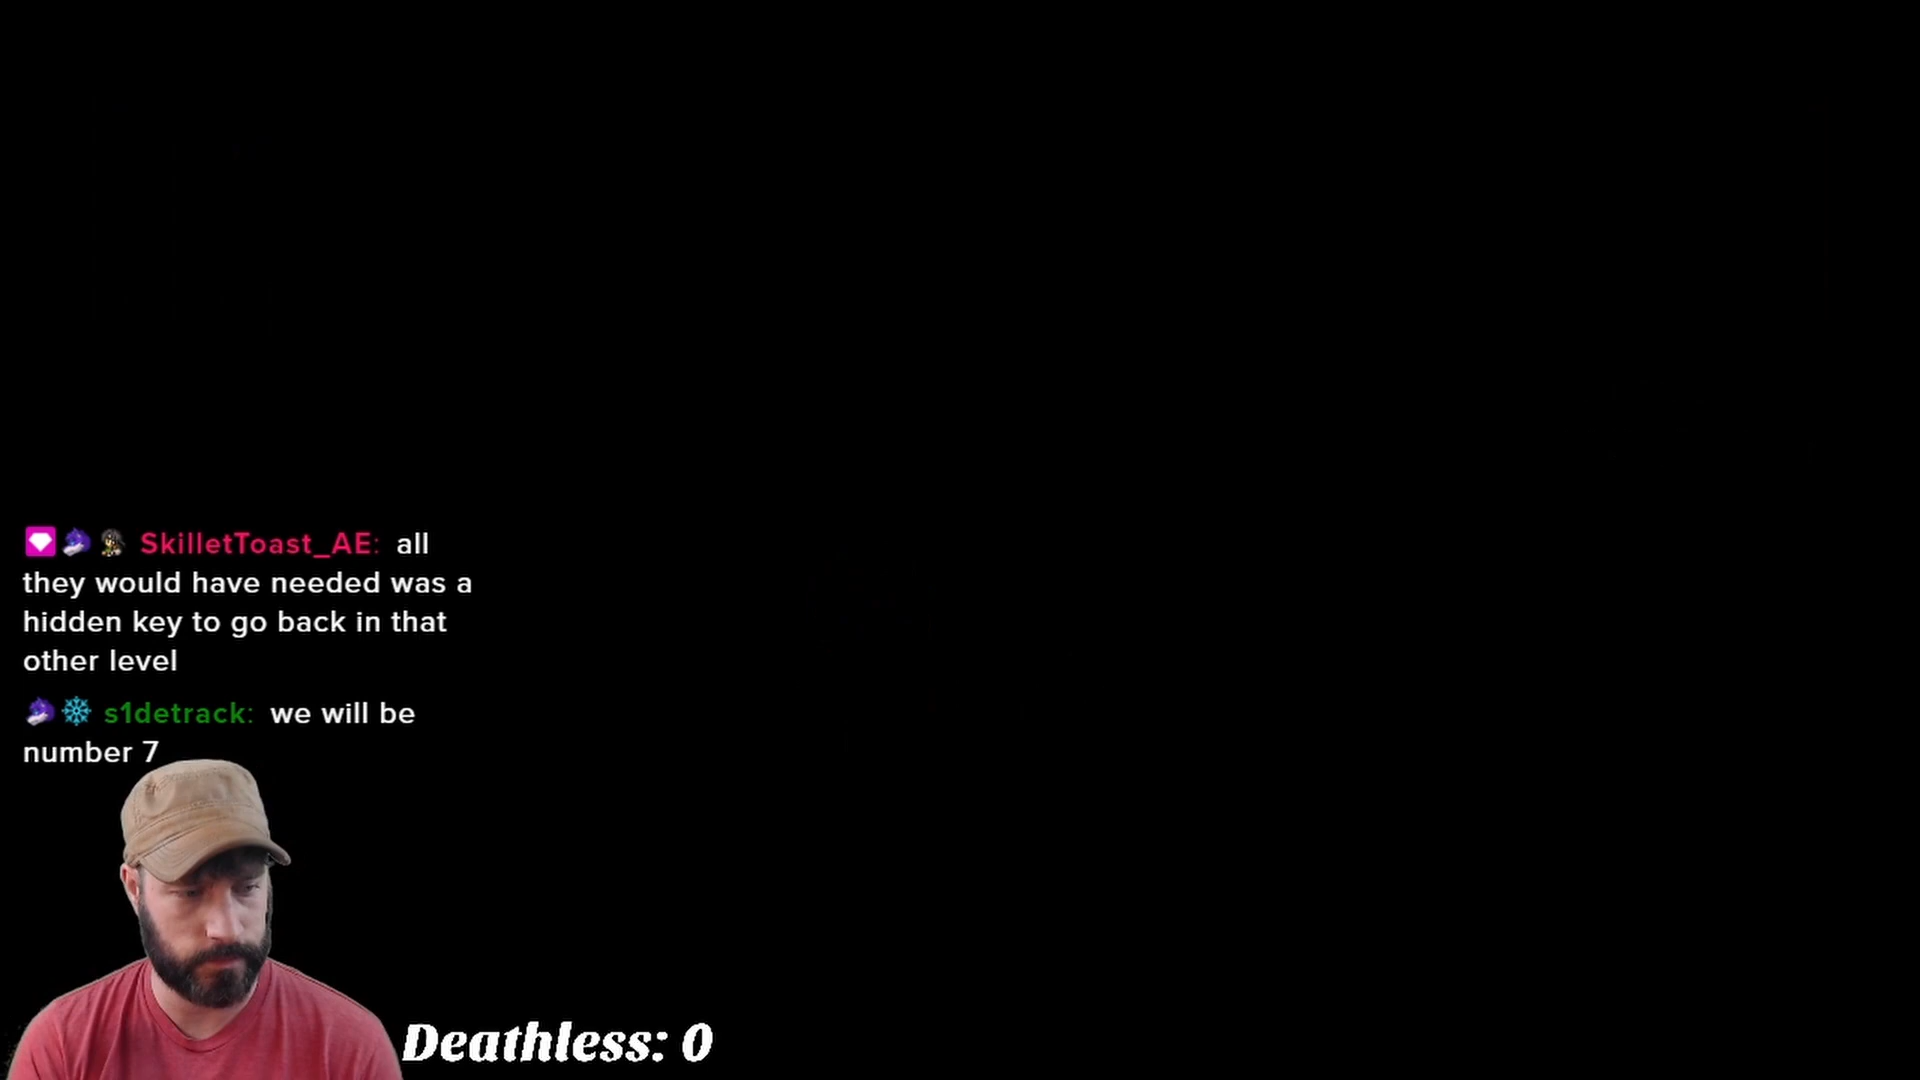 SkilletToast_AE: all
they would have needed was a
hidden key to go back in that
other level
s1detrack: we will be
number 7
Deathless: 0